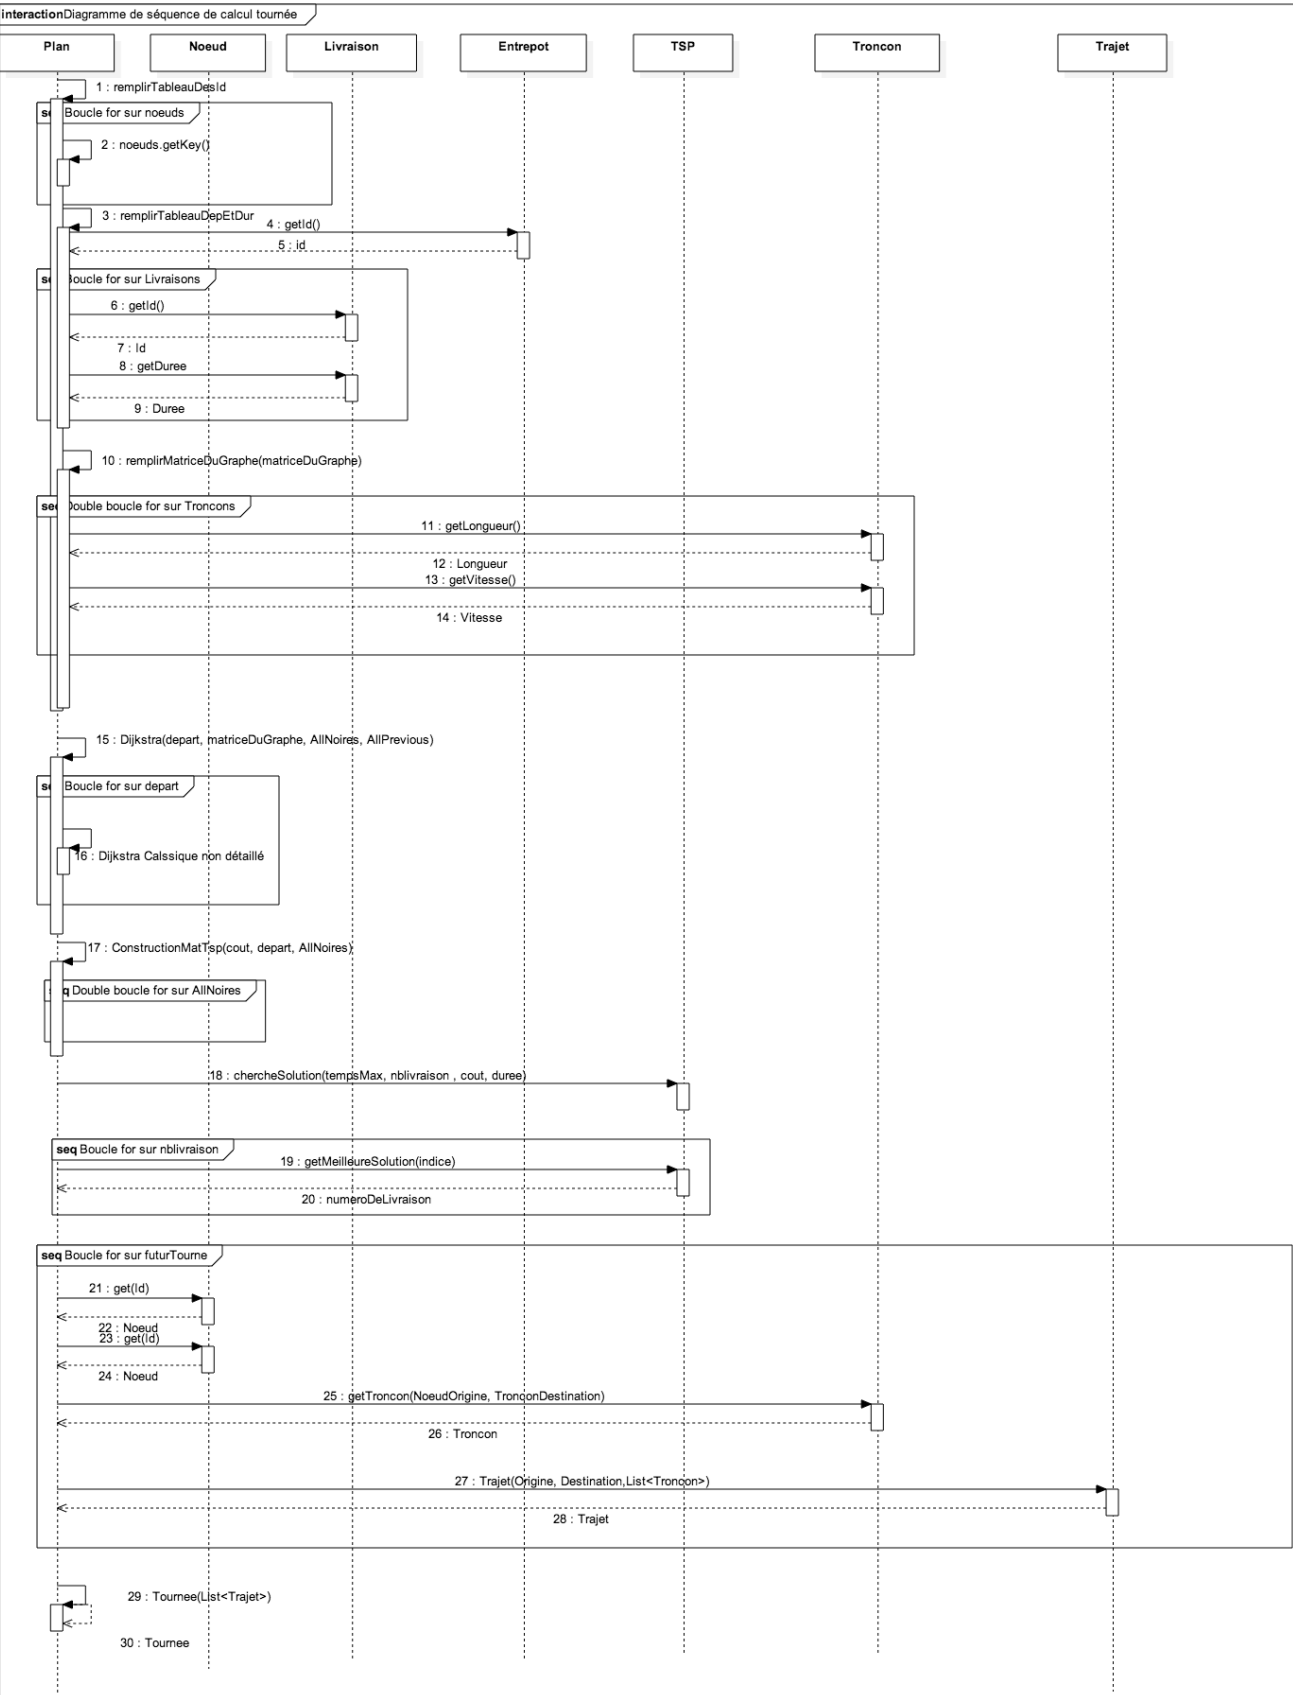 interaction Diagramme de séquence de calcul tournée
Plan
Noeud
Livraison
Entrepot
TSP
Troncon
Trajet
1 : remplirTableauDesId
seq Boucle for sur noeuds
2 : noeuds.getKey()
3 : remplirTableauDepEtDur
4 : getId()
5 : id
seq Boucle for sur Livraisons
6 : getId()
7 : Id
8 : getDuree
9 : Duree
10 : remplirMatriceDuGraphe(matriceDuGraphe)
seq Double boucle for sur Troncons
11 : getLongueur()
12 : Longueur
13 : getVitesse()
14 : Vitesse
15 : Dijkstra(depart, matriceDuGraphe, AllNoires, AllPrevious)
seq Boucle for sur depart
16 : Dijkstra Calssique non détaillé
17 : ConstructionMatTsp(cout, depart, AllNoires)
seq Double boucle for sur AllNoires
18 : chercheSolution(tempsMax, nblivraison , cout, duree)
seq Boucle for sur nblivraison
19 : getMeilleureSolution(indice)
20 : numeroDeLivraison
seq Boucle for sur futurTourne
21 : get(Id)
22 : Noeud
23 : get(Id)
24 : Noeud
25 : getTroncon(NoeudOrigine, TronconDestination)
26 : Troncon
27 : Trajet(Origine, Destination,List<Troncon>)
28 : Trajet
29 : Tournee(List<Trajet>)
30 : Tournee